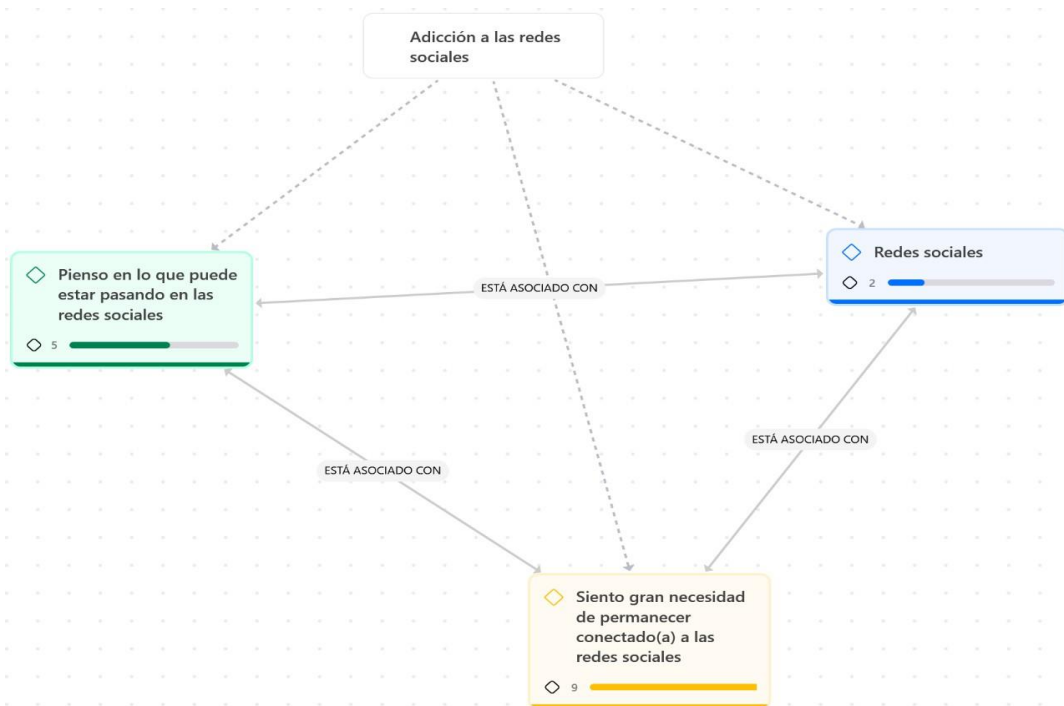 Adicción a las redes
sociales
Redes sociales
2
Pienso en lo que puede
estar pasando en las
redes sociales
5
ESTÁ ASOCIADO CON
ESTÁ ASOCIADO CON
ESTÁ ASOCIADO CON
Siento gran necesidad
de permanecer
conectado(a) a las
redes sociales
9